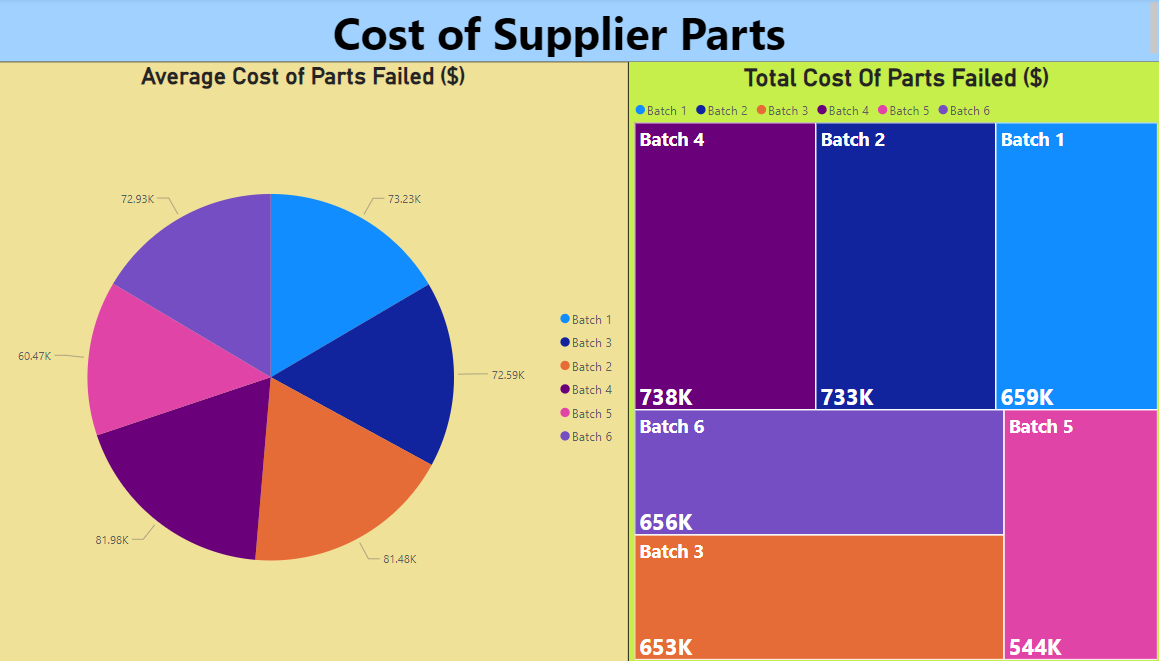 Cost of Supplier Parts
Average Cost of Parts Failed ($)
72.93K
73.23K
60.47K
72.59K
81.98K
81.48K
Batch 1
Batch 3
Batch 2
Batch 4
Batch 5
Batch 6
Total Cost Of Parts Failed ($)
Batch 1 Batch 2 Batch 3 Batch 4 Batch 5 Batch 6
Batch 4
738K
Batch 2
733K
Batch 1
659K
Batch 6
656K
Batch 5
544K
Batch 3
653K